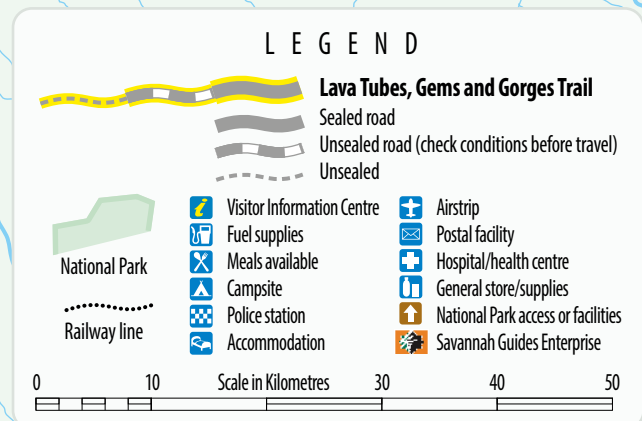 LEGEND
Lava Tubes, Gems and Gorges Trail
Sealed road
Unsealed road (check conditions before travel)
Unsealed
National Park
Railway line
i Visitor Information Centre
Fuel supplies
Meals available
Campsite
Police station
Accommodation
Airstrip
Postal facility
Hospital/health centre
General store/supplies
National Park access or facilities
Savannah Guides Enterprise
0 10 Scale in Kilometres 30 40 50